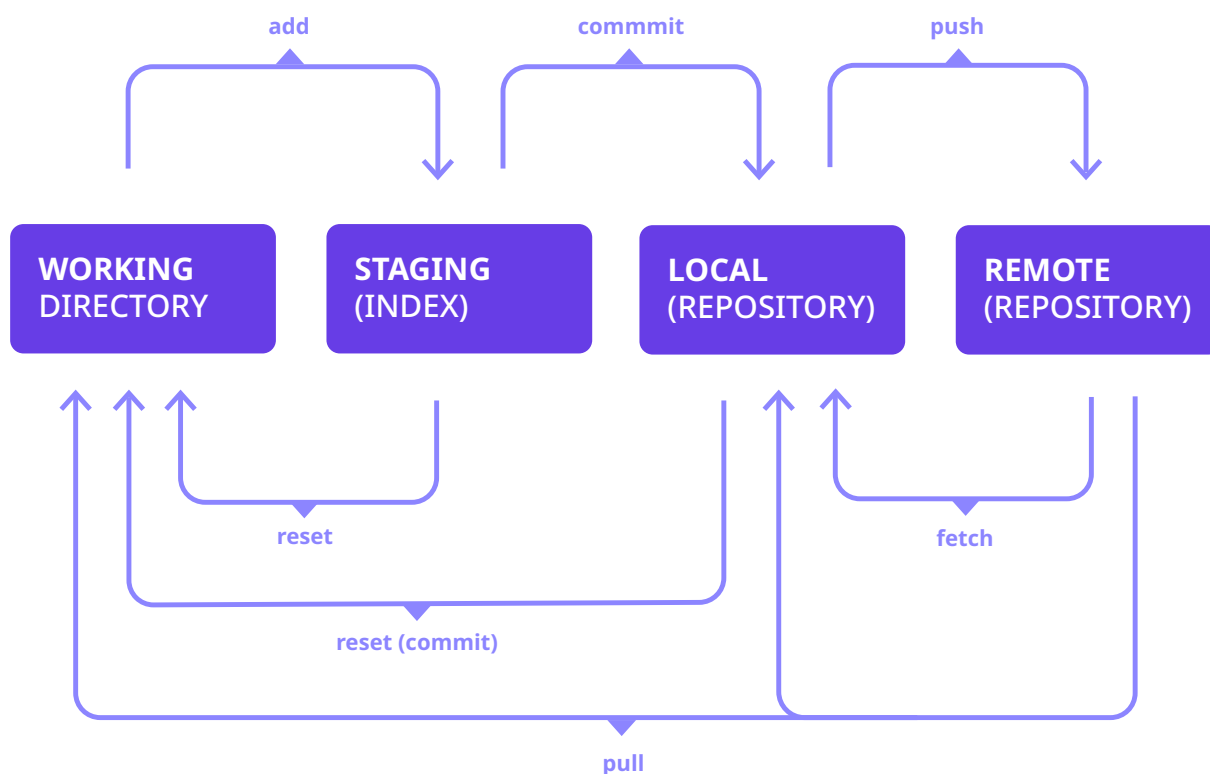 add
commmit
push
WORKING
DIRECTORY
STAGING
(INDEX)
LOCAL
(REPOSITORY)
REMOTE
(REPOSITORY)
reset
fetch
reset (commit)
pull